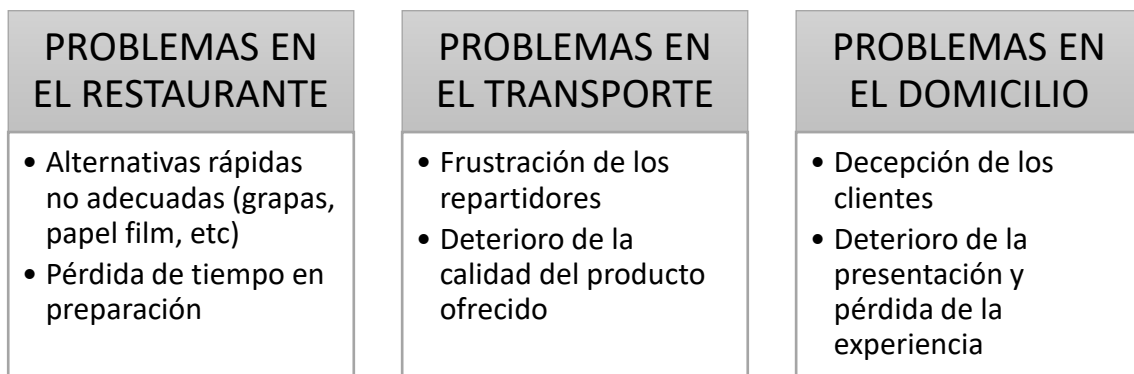 PROBLEMAS EN
EL RESTAURANTE
• Alternativas rápidas
no adecuadas (grapas,
papel film, etc)
• Pérdida de tiempo en
preparación
PROBLEMAS EN
EL TRANSPORTE
• Frustración de los
repartidores
• Deterioro de la
calidad del producto
ofrecido
PROBLEMAS EN
EL DOMICILIO
• Decepción de los
clientes
• Deterioro de la
presentación y
pérdida de la
experiencia